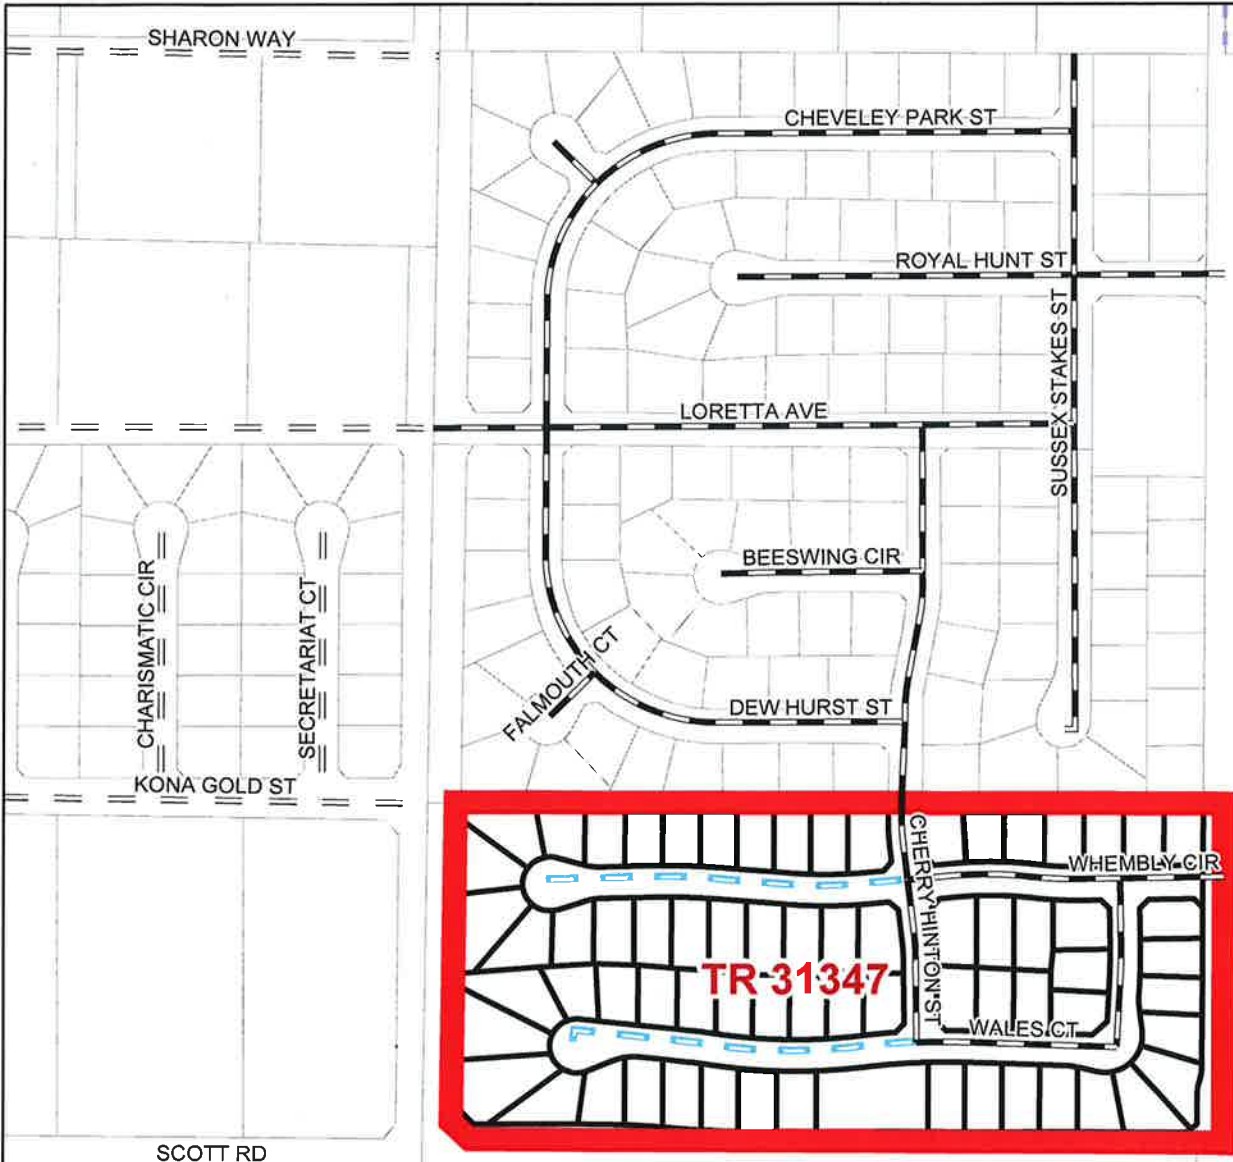 SHARON WAY
CHEVELEY PARK ST
ROYAL HUNT ST
SUSSEX STAKES ST
LORETTA AVE
BEESWING CIR
CHARISMATIC CIR
SECRETARIAT CT
FALMOUTH CT
DEW HURST ST
KONA GOLD ST
CHERRY HINTON ST
WHEMBLY CIR
TR 31347
WALES CT
SCOTT RD